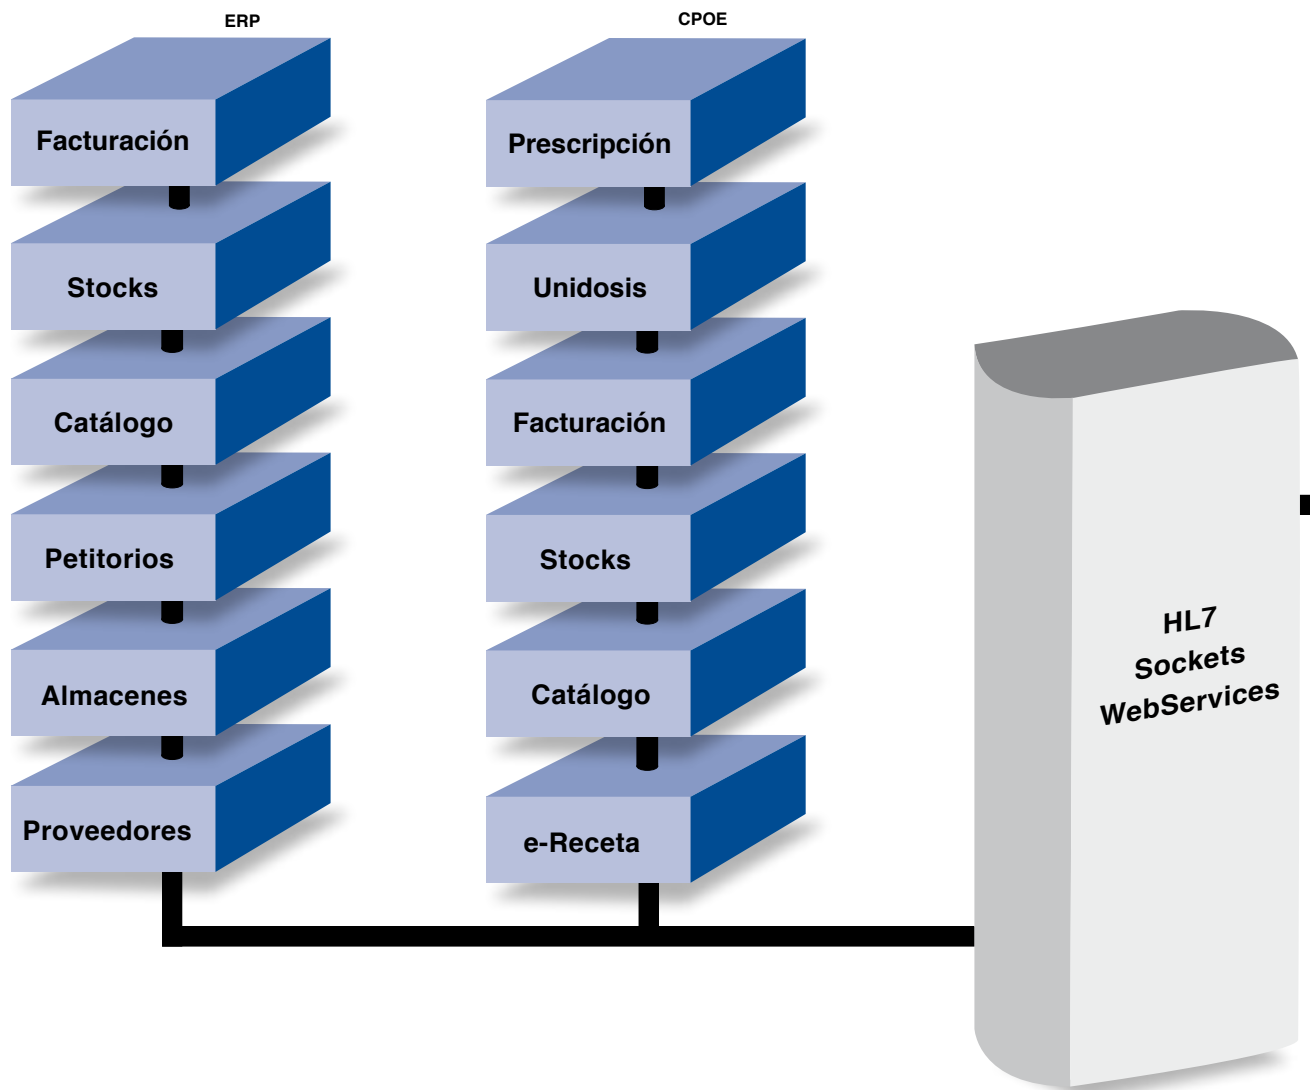 ERP
Facturación
Stocks
Catálogo
Petitorios
Almacenes
Proveedores
CPOE
Prescripción
Unidosis
Facturación
Stocks
Catálogo
e-Receta
HL7
Sockets
WebServices